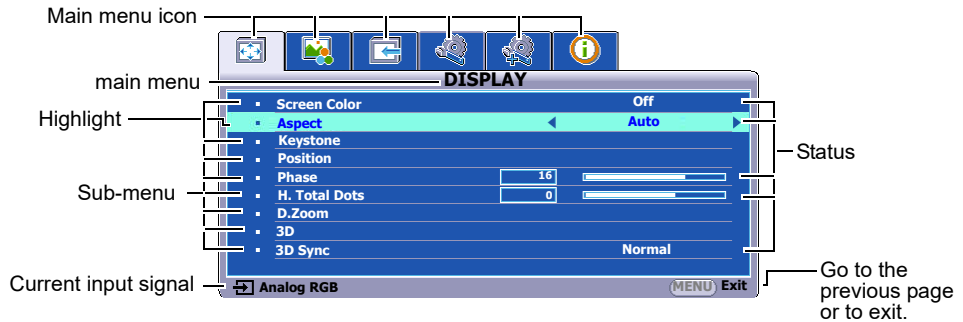 Main menu icon
main menu
DISPLAY
Screen Color Off
Highlight
Aspect Auto
Keystone
Position
Status
Phase 16
Sub-menu
H. Total Dots 0
D.Zoom
3D
3D Sync Normal
Current input signal
Analog RGB
MENU Exit
Go to the
previous page
or to exit.